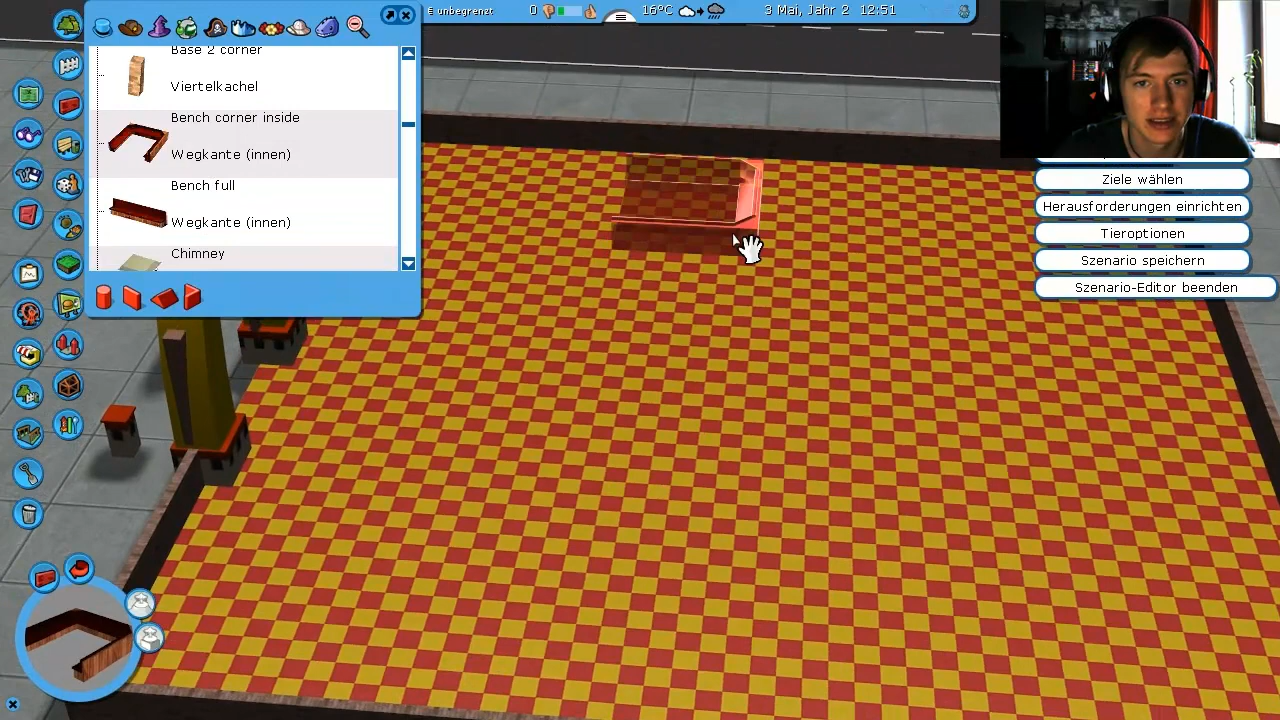 € unbegrenzt
0
16°C
3 Mai, Jahr 2 12:51
Base 2 corner
Viertelkachel
Bench corner inside
Wegkante (innen)
Bench full
Wegkante (innen)
Chimney
Ziele wählen
Herausforderungen einrichten
Tieroptionen
Szenario speichern
Szenario-Editor beenden